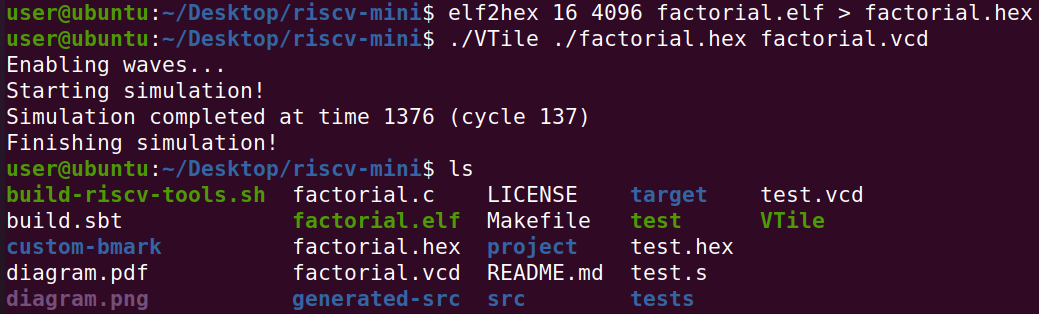 user@ubuntu:~/Desktop/riscv-mini$ elf2hex 16 4096 factorial.elf > factorial.hex
user@ubuntu:~/Desktop/riscv-mini$ ./VTile ./factorial.hex factorial.vcd
Enabling waves...
Starting simulation!
Simulation completed at time 1376 (cycle 137)
Finishing simulation!
user@ubuntu:~/Desktop/riscv-mini$ ls
build-riscv-tools.sh  factorial.c    LICENSE    target    test.vcd
build.sbt             factorial.elf  Makefile   test      VTile
custom-bmark          factorial.hex  project    test.hex
diagram.pdf           factorial.vcd  README.md  test.s
diagram.png           generated-src  src        tests